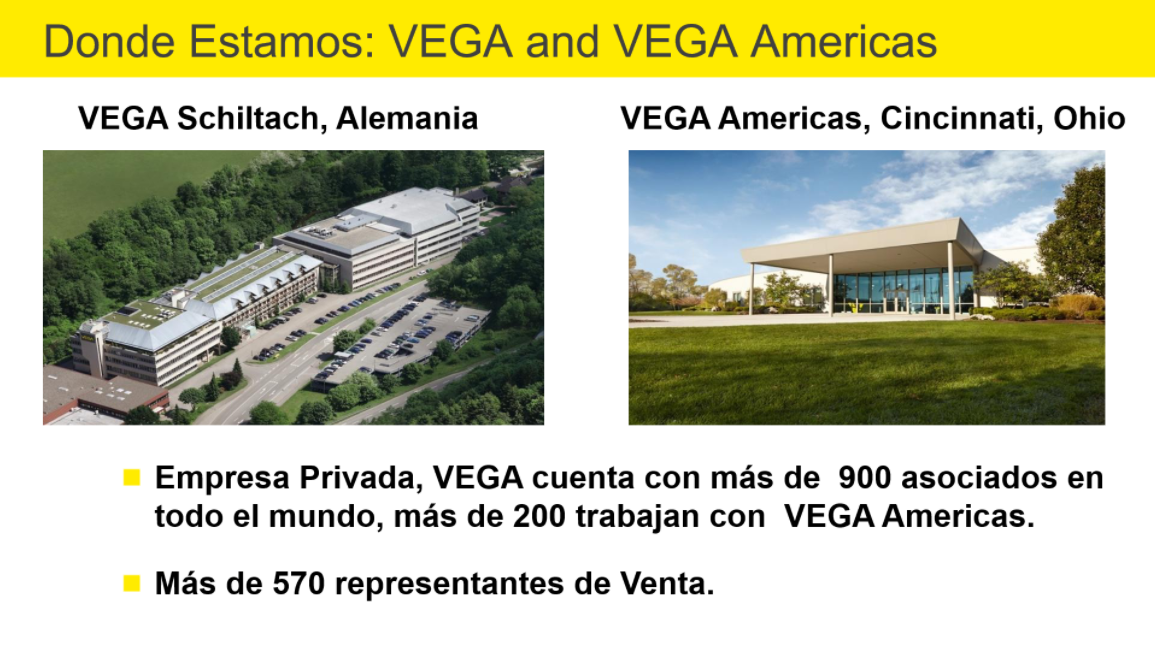 Donde Estamos: VEGA and VEGA Americas
VEGA Schiltach, Alemania
VEGA Americas, Cincinnati, Ohio
Empresa Privada, VEGA cuenta con más de 900 asociados en
todo el mundo, más de 200 trabajan con VEGA Americas.
Más de 570 representantes de Venta.